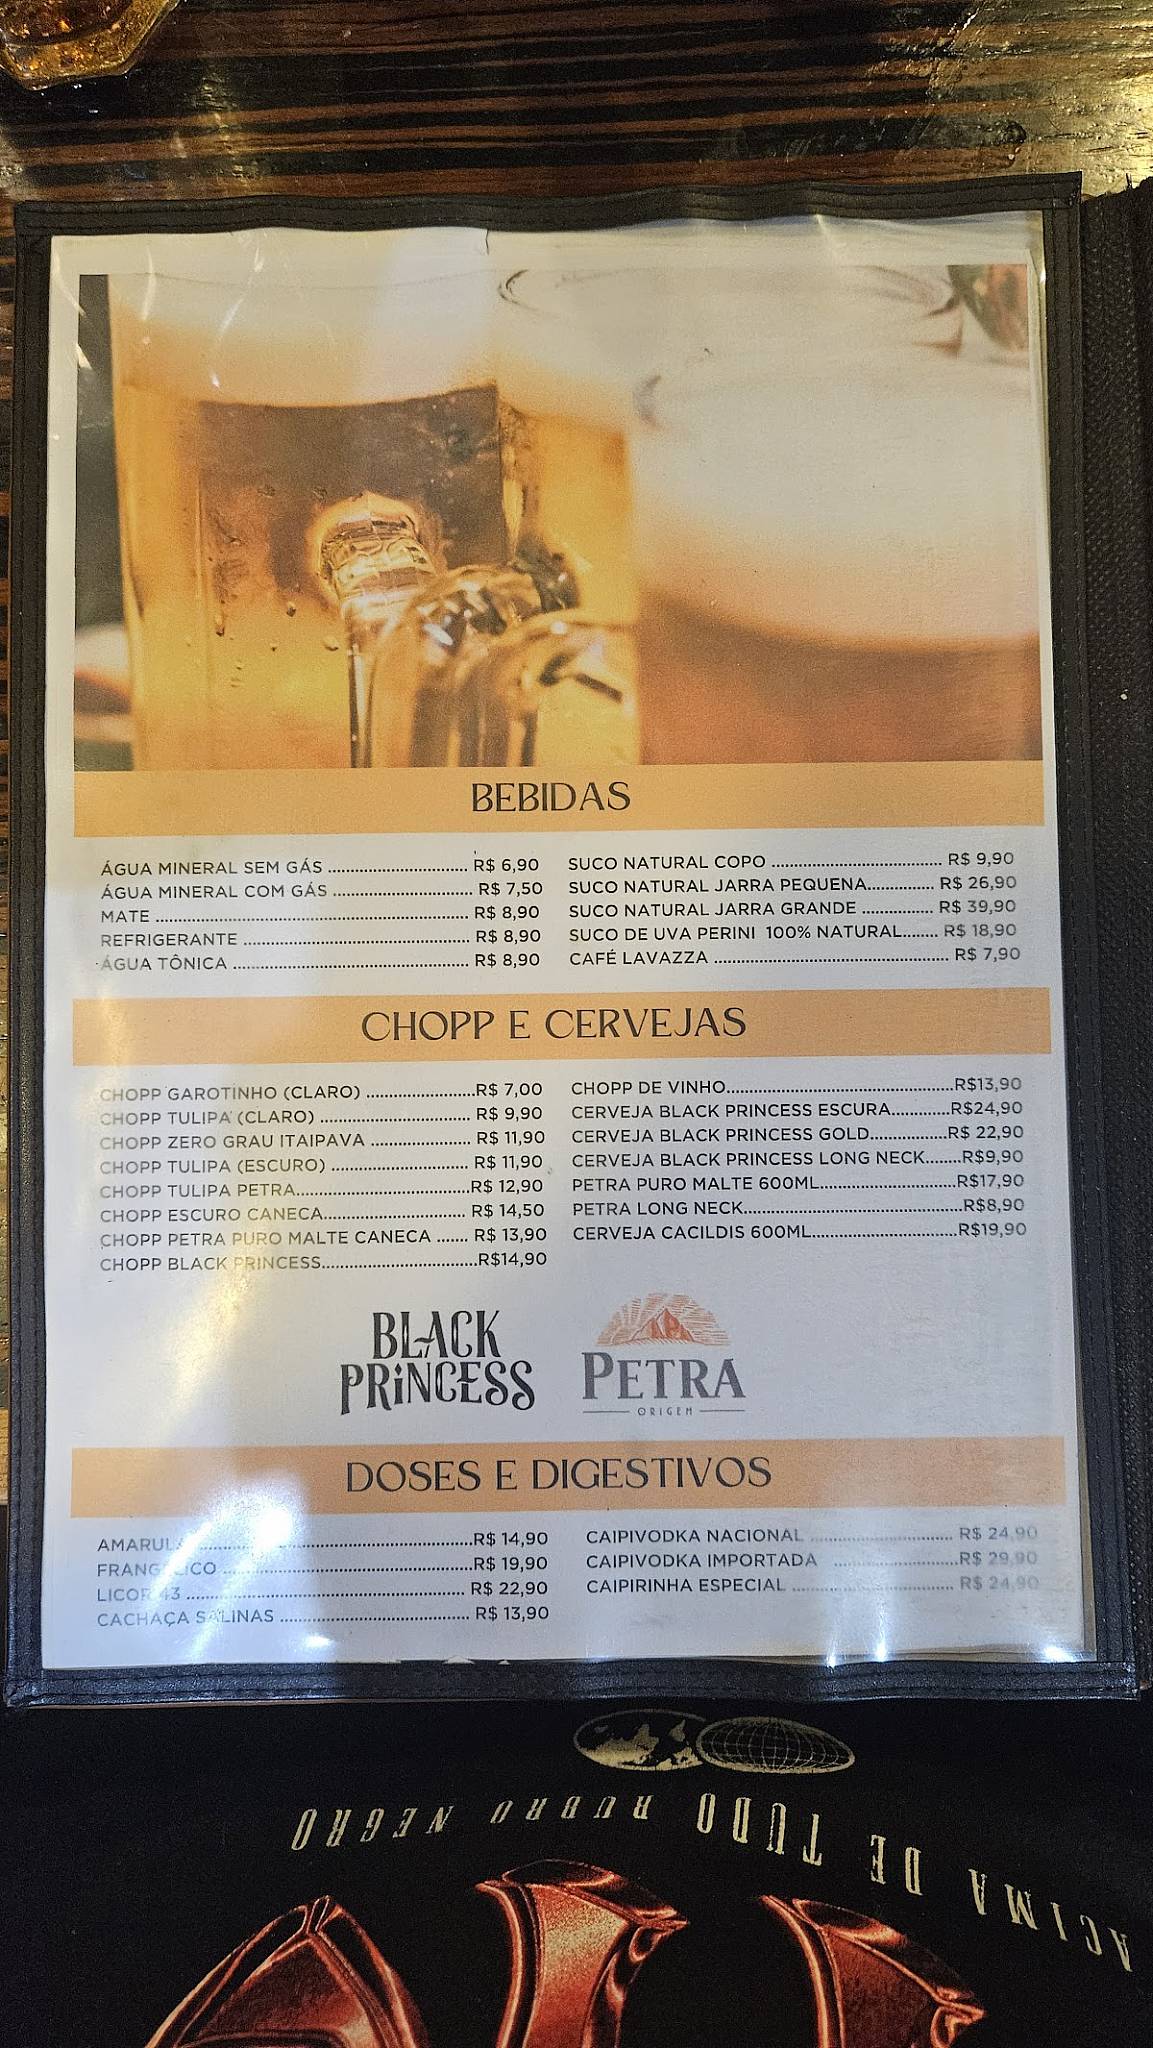 BEBIDAS
ÁGUA MINERAL SEM GÁS ........ R$ 6,90
ÁGUA MINERAL COM GÁS ........ R$ 7,50
MATE ........ R$ 8,90
REFRIGERANTE ........ R$ 8,90
ÁGUA TÔNICA ........ R$ 8,90
SUCO NATURAL COPO ........ R$ 9,90
SUCO NATURAL JARRA PEQUENA........ R$ 26,90
SUCO NATURAL JARRA GRANDE ........ R$ 39,90
SUCO DE UVA PERINI 100% NATURAL........ R$ 18,90
CAFÉ LAVAZZA ........ R$ 7,90
CHOPP E CERVEJAS
CHOPP GAROTINHO (CLARO) ........R$ 7,00
CHOPP TULIPA (CLARO) ........ R$ 9,90
CHOPP ZERO GRAU ITAIPAVA ........ R$ 11,90
CHOPP TULIPA (ESCURO) ........ R$ 11,90
CHOPP TULIPA PETRA........R$ 12,90
CHOPP ESCURO CANECA........ R$ 14,50
CHOPP PETRA PURO MALTE CANECA ....... R$ 13,90
CHOPP BLACK PRINCESS........R$14,90
CHOPP DE VINHO........R$13,90
CERVEJA BLACK PRINCESS ESCURA........R$24,90
CERVEJA BLACK PRINCESS GOLD........R$ 22,90
CERVEJA BLACK PRINCESS LONG NECK.......R$9,90
PETRA PURO MALTE 600ML........R$17,90
PETRA LONG NECK........R$8,90
CERVEJA CACILDIS 600ML........R$19,90
BLACK
PRINCESS
PETRA
ORIGEM
DOSES E DIGESTIVOS
AMARUL ........R$ 14,90
FRANGELICO ........R$ 19,90
LICOR 43 ........ R$ 22,90
CACHAÇA SALINAS ........ R$ 13,90
CAIPIVODKA NACIONAL ........ R$ 24,90
CAIPIVODKA IMPORTADA ........R$ 29,90
CAIPIRINHA ESPECIAL ........ R$ 24,90
ACIMA DE TUDO RUBRO NEGRO